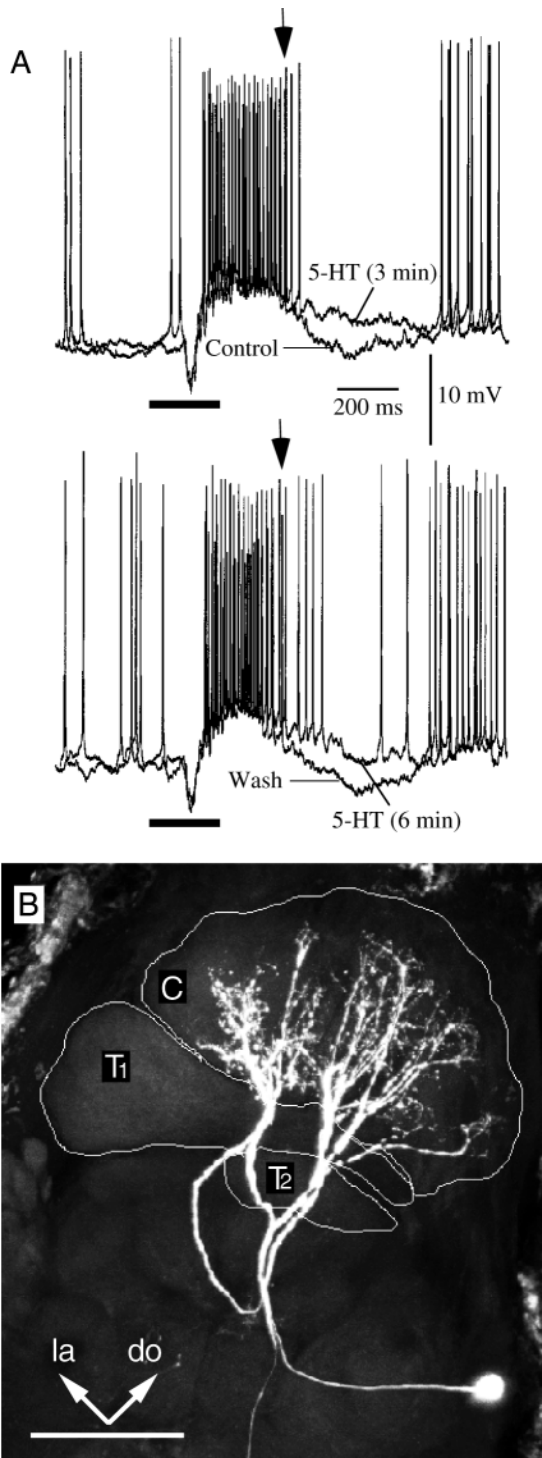 A
5-HT (3 min)
Control
200 ms
10 mV
Wash
5-HT (6 min)
B
C
T1
T2
la do